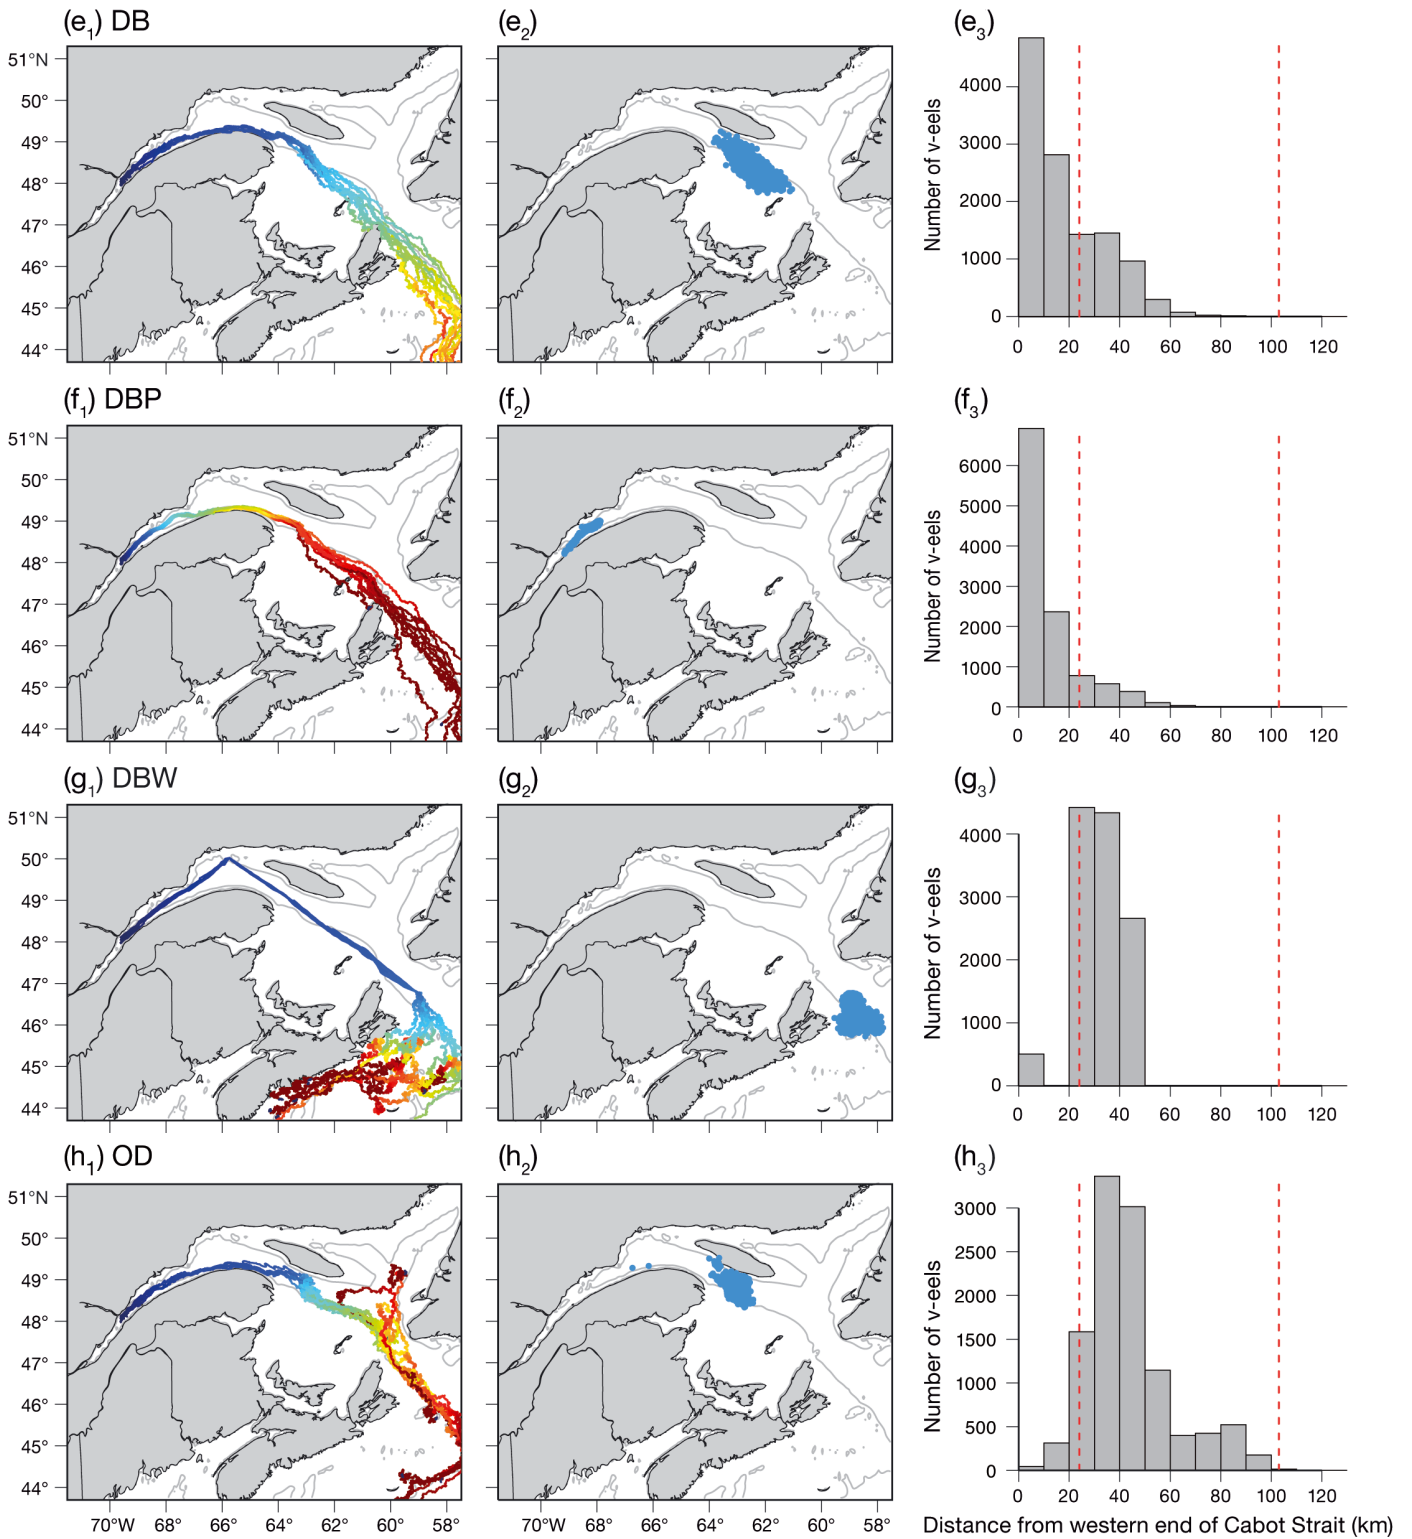 (e1) DB
(e2)
(e3)
51°N
50°
49°
48°
47°
46°
45°
44°
Number of v-eels
4000
3000
2000
1000
0
0 20 40 60 80 100 120
(f1) DBP
(f2)
(f3)
51°N
50°
49°
48°
47°
46°
45°
44°
Number of v-eels
6000
5000
4000
3000
2000
1000
0
0 20 40 60 80 100 120
(g1) DBW
(g2)
(g3)
51°N
50°
49°
48°
47°
46°
45°
44°
Number of v-eels
4000
3000
2000
1000
0
0 20 40 60 80 100 120
(h1) OD
(h2)
(h3)
51°N
50°
49°
48°
47°
46°
45°
44°
Number of v-eels
3000
2500
2000
1500
1000
500
0
0 20 40 60 80 100 120
70°W 68° 66° 64° 62° 60° 58°
70°W 68° 66° 64° 62° 60° 58°
Distance from western end of Cabot Strait (km)